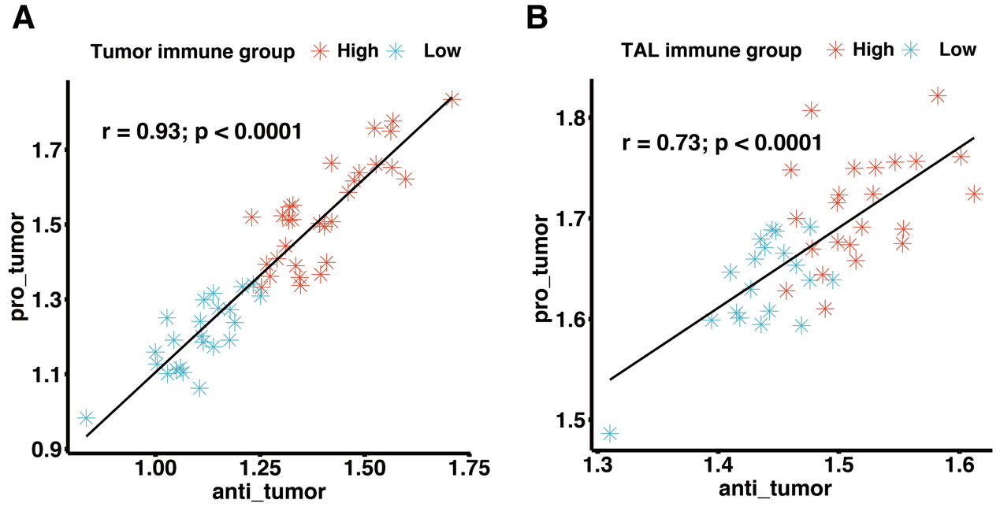 A
Tumor immune group High Low
r = 0.93; p < 0.0001
pro_tumor
1.7
1.5
1.3
1.1
0.9
1.00 1.25 1.50 1.75
anti_tumor
B
TAL immune group High Low
r = 0.73; p < 0.0001
pro_tumor
1.8
1.7
1.6
1.5
1.3 1.4 1.5 1.6
anti_tumor